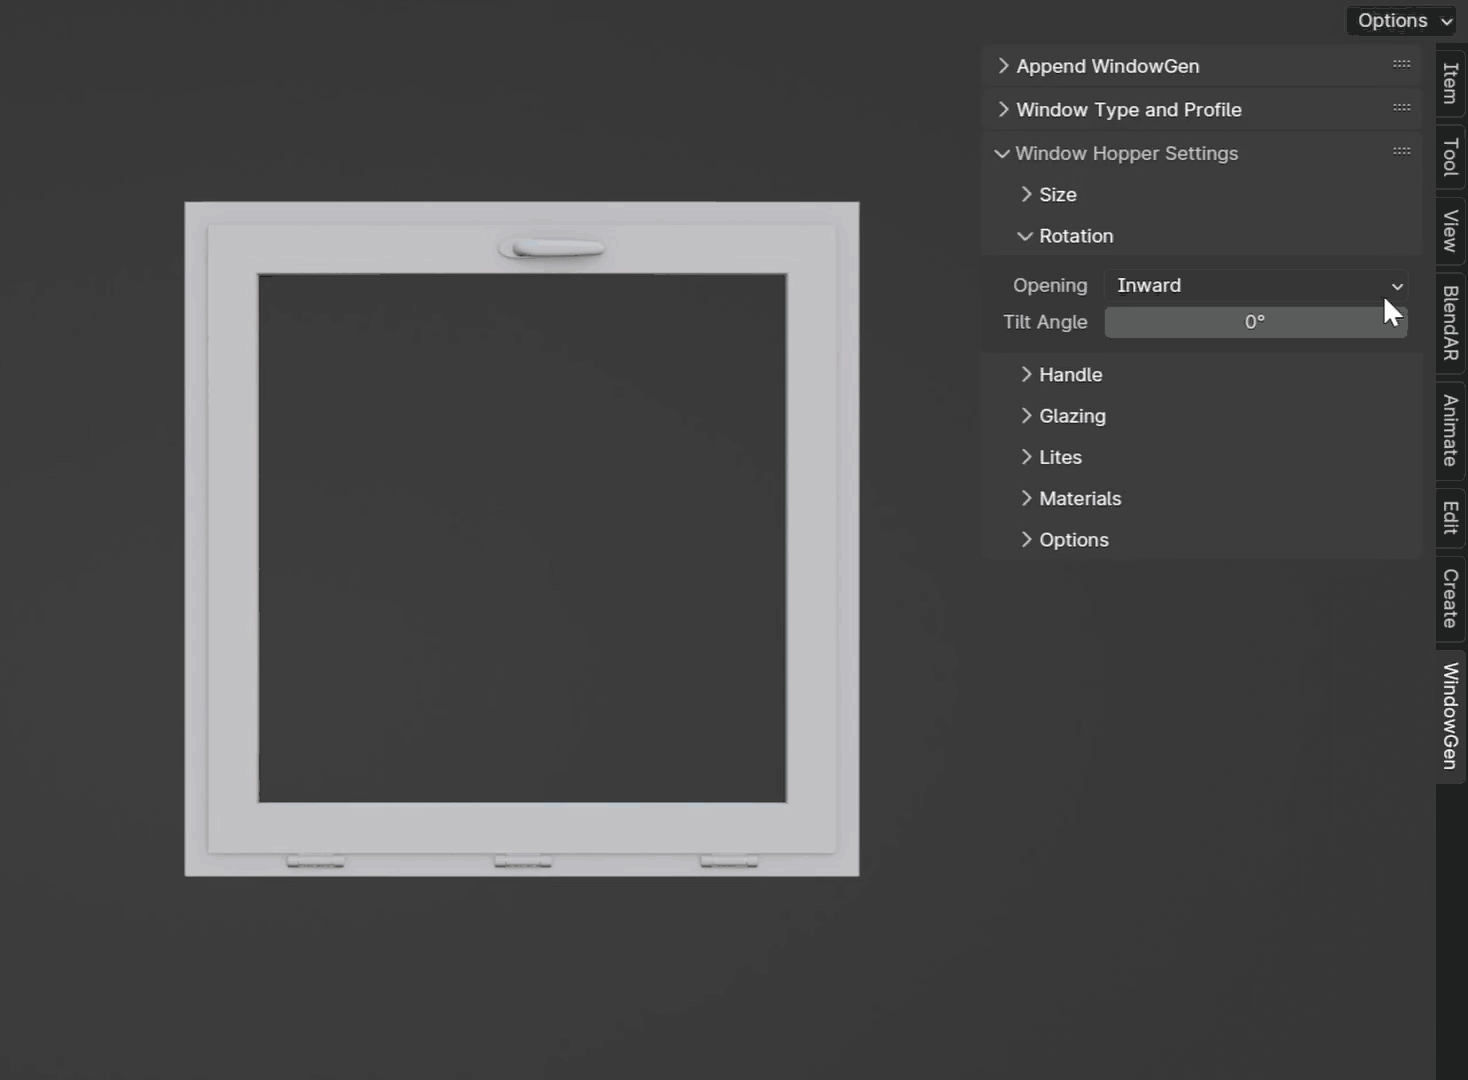 Options
Append WindowGen
Window Type and Profile
Window Hopper Settings
Size
Rotation
Opening Inward
Tilt Angle 0°
Handle
Glazing
Lites
Materials
Options
Item
Tool
View
BlendAR
Animate
Edit
Create
WindowGen